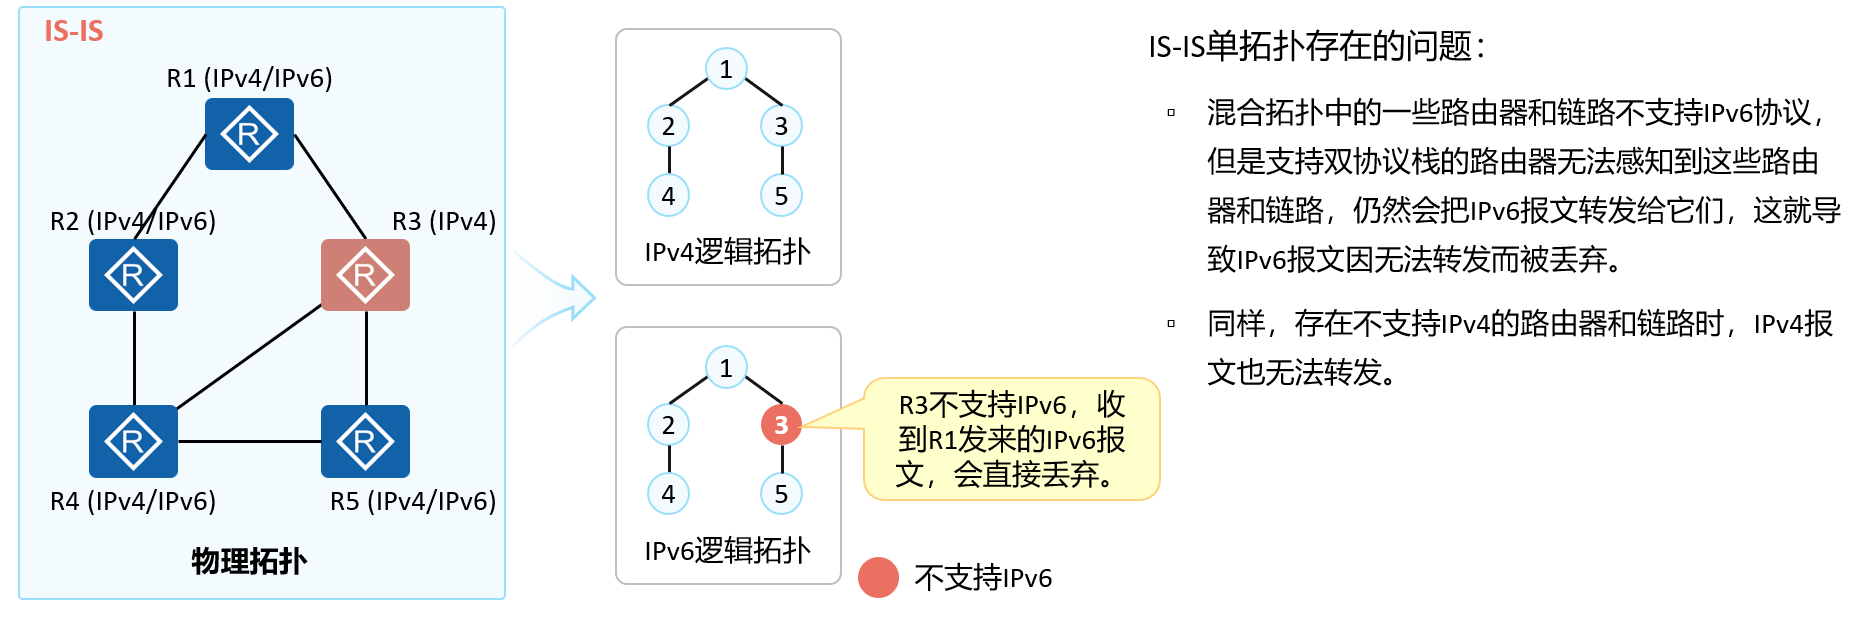 IS-IS
R1 (IPv4/IPv6)
R
R2 (IPv4/IPv6)
R3 (IPv4)
R
R
R
R
R4 (IPv4/IPv6)
R5 (IPv4/IPv6)
物理拓扑
1
2
3
4
5
IPv4逻辑拓扑
1
2
3
4
5
IPv6逻辑拓扑
R3不支持IPv6，收
到R1发来的IPv6报
文，会直接丢弃。
不支持IPv6
IS-IS单拓扑存在的问题：
混合拓扑中的一些路由器和链路不支持IPv6协议，
但是支持双协议栈的路由器无法感知到这些路由
器和链路，仍然会把IPv6报文转发给它们，这就导
致IPv6报文因无法转发而被丢弃。
同样，存在不支持IPv4的路由器和链路时，IPv4报
文也无法转发。